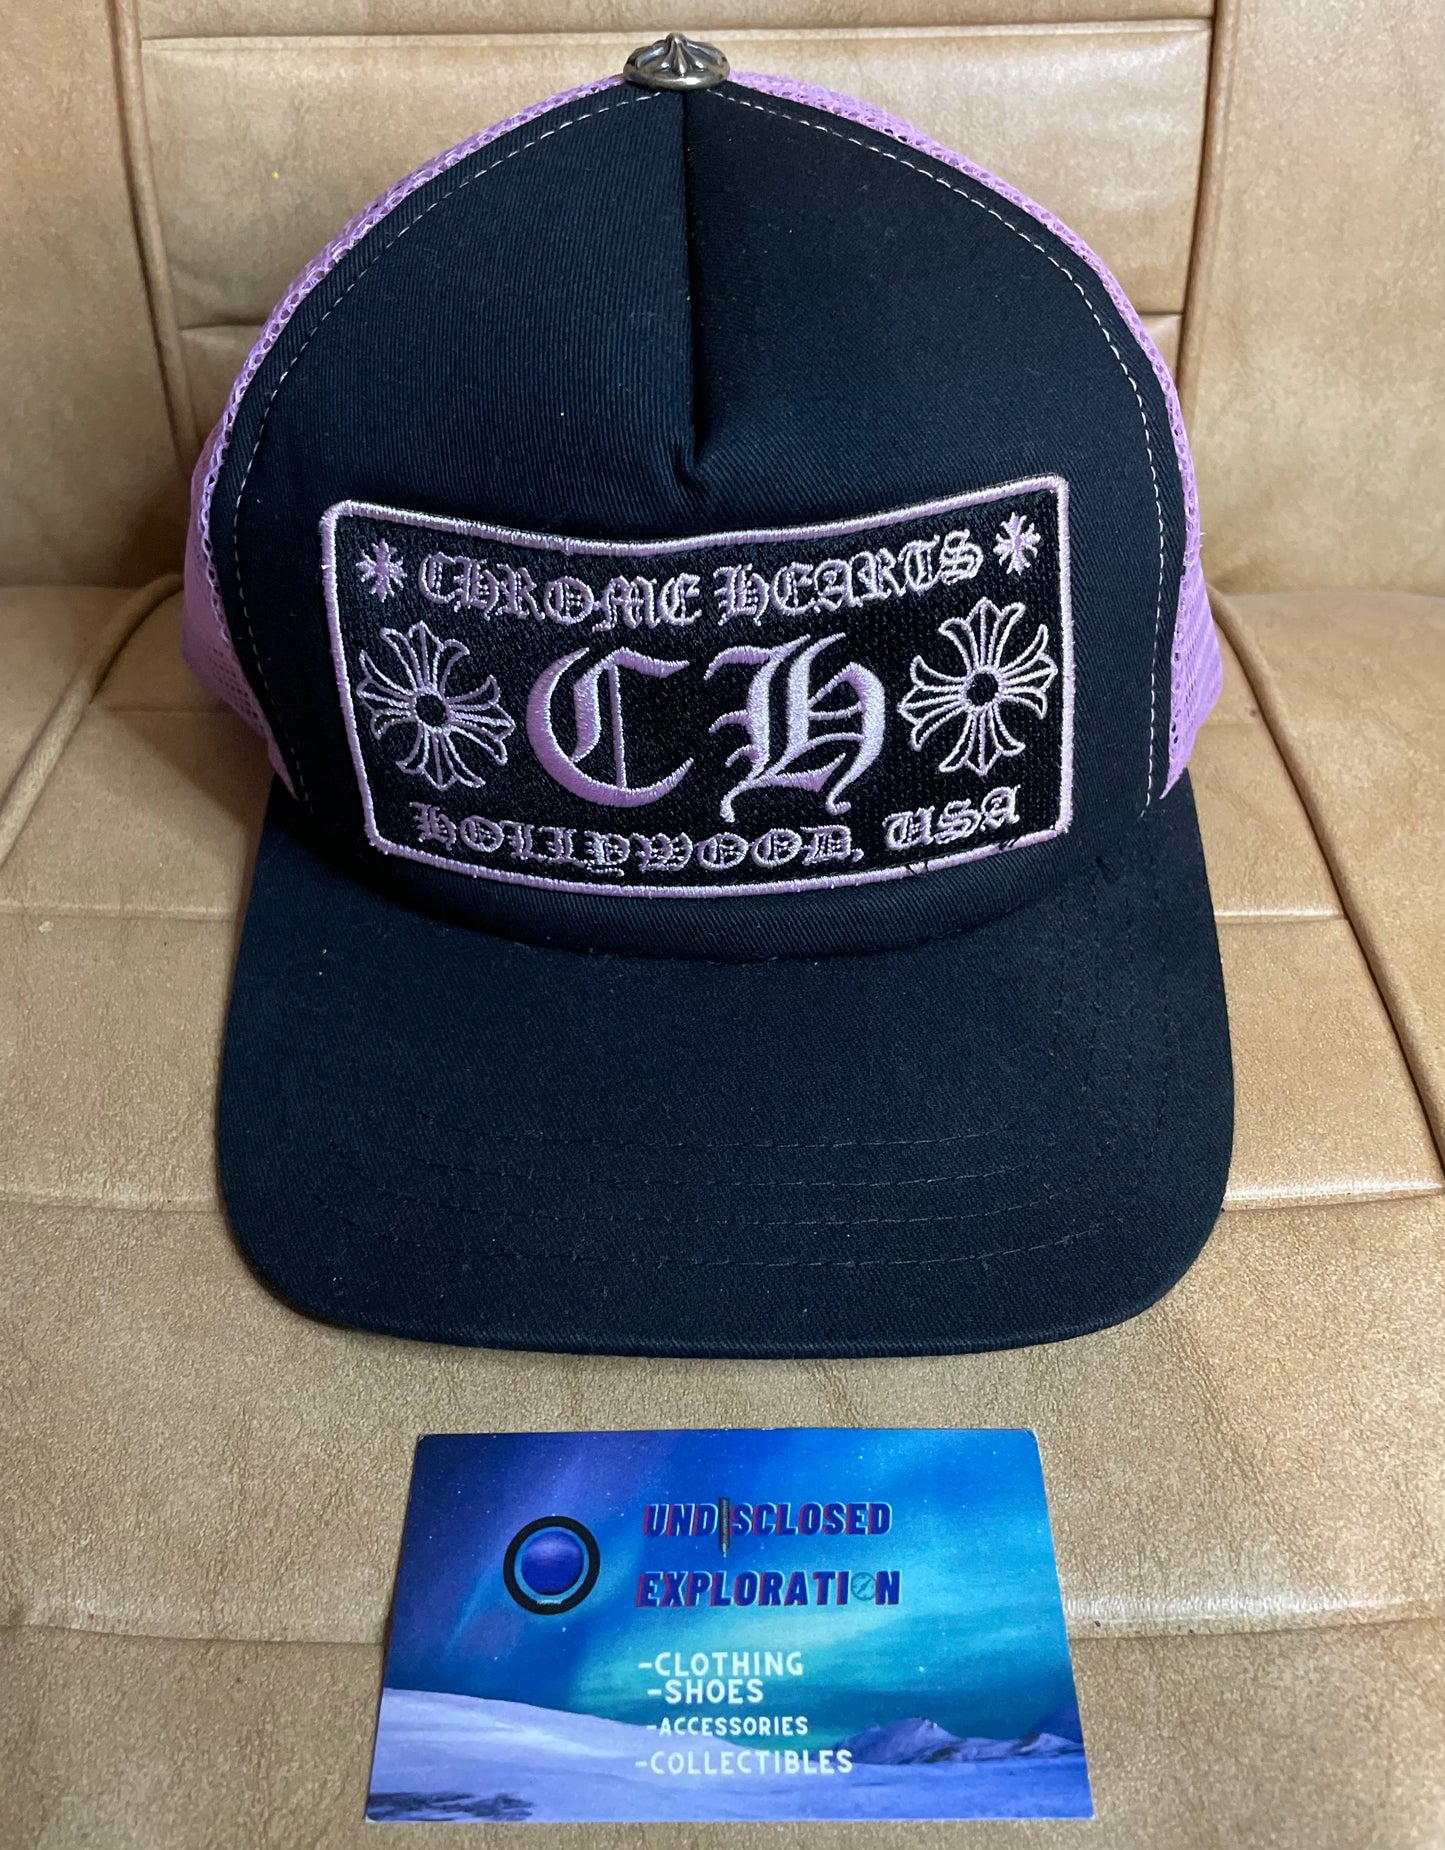 CHROME HEARTS
CH
HOLLYWOOD, USA
UNDISCLOSED
EXPLORATION
-CLOTHING
-SHOES
-ACCESSORIES
-COLLECTIBLES